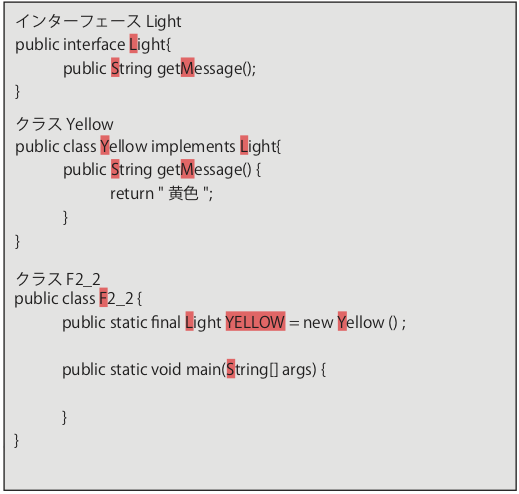 インターフェース Light
public interface Light{
public String getMessage();
}
クラス Yellow
public class Yellow implements Light{
public String getMessage() {
return " 黄色 ";
}
}
クラス F2_2
public class F2_2 {
public static final Light YELLOW = new Yellow () ;
public static void main(String[] args) {
}
}